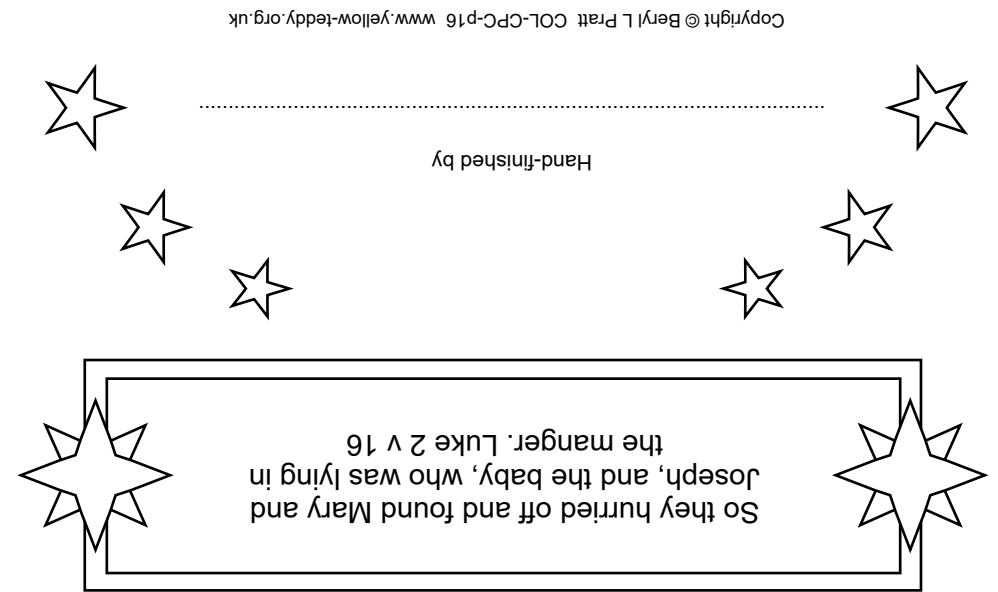 So they hurried off and found Mary and
Joseph, and the baby, who was lying in
the manger. Luke 2 v 16
Hand-finished by
Copyright © Beryl L Pratt COL-CPC-p16 www.yellow-teddy.org.uk